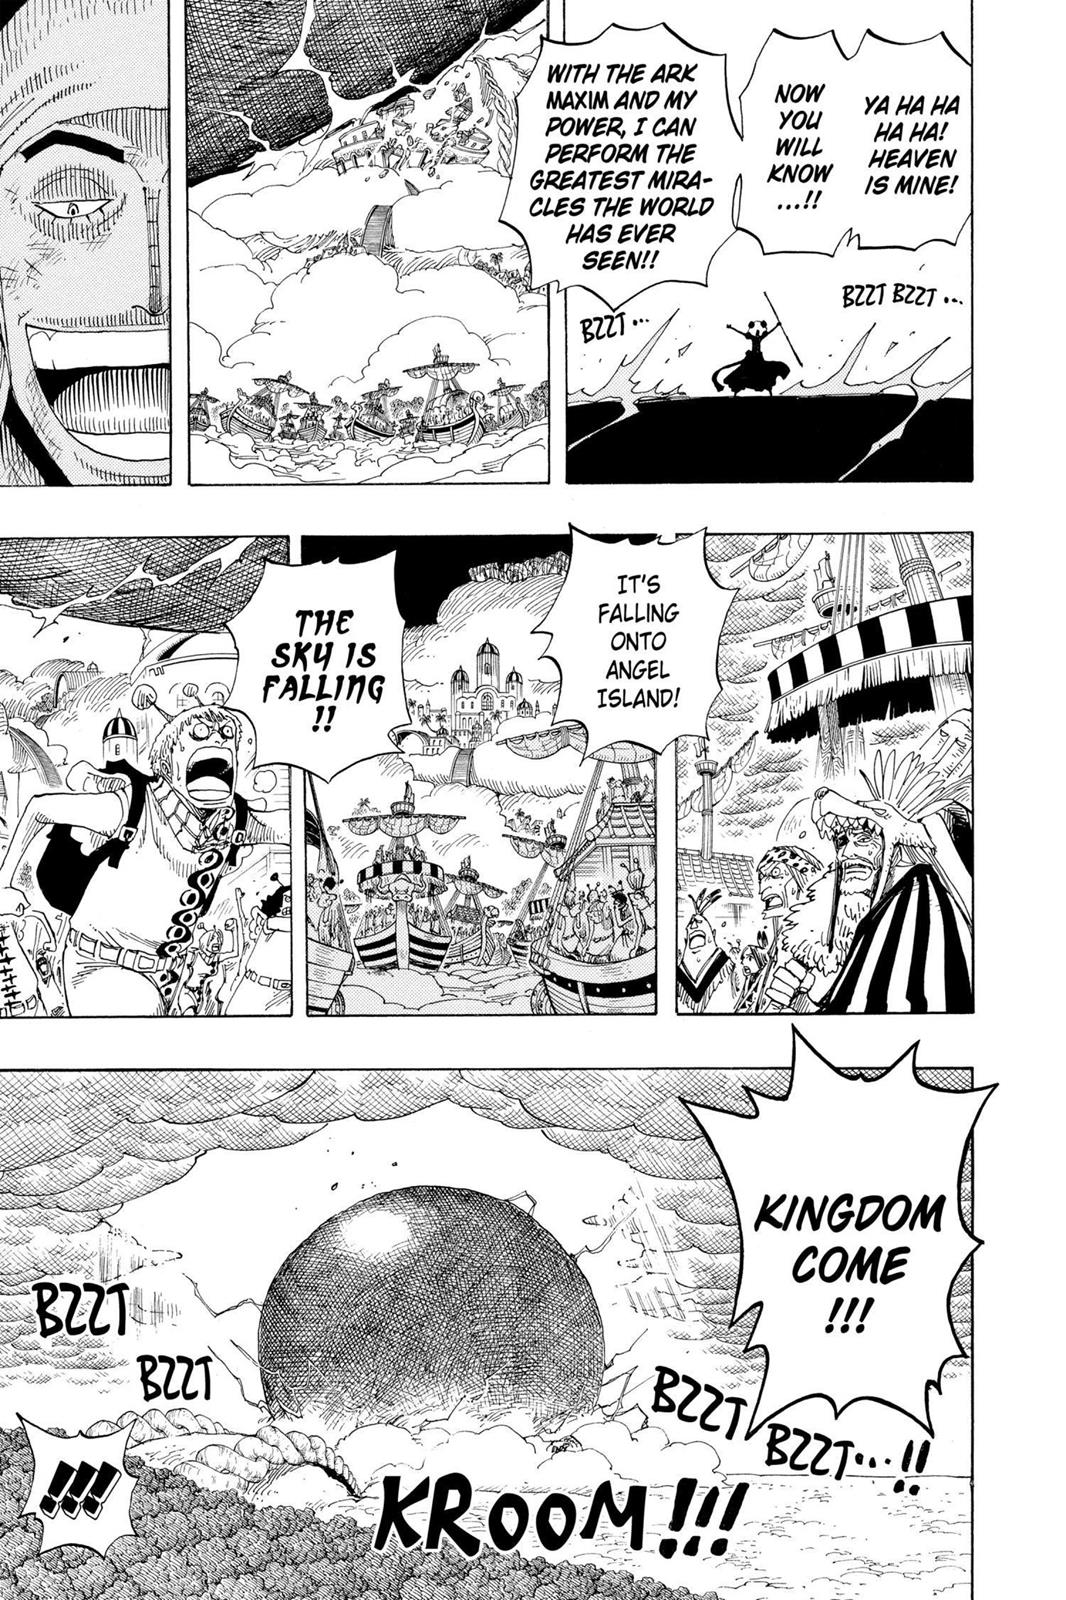 YA HA HA
HA HA!
HEAVEN
IS MINE!
NOW
YOU
WILL
KNOW
...!!
WITH THE ARK
MAXIM AND MY
POWER, I CAN
PERFORM THE
GREATEST MIRA-
CLES THE WORLD
HAS EVER
SEEN!!
BZZT BZZT ...
BZZT ...
IT'S
FALLING
ONTO
ANGEL
ISLAND!
THE
SKY IS
FALLING
!!
KINGDOM
COME
!!!
BZZT
BZZT
BZZT
BZZT...!!
!!!!
KROOM!!!